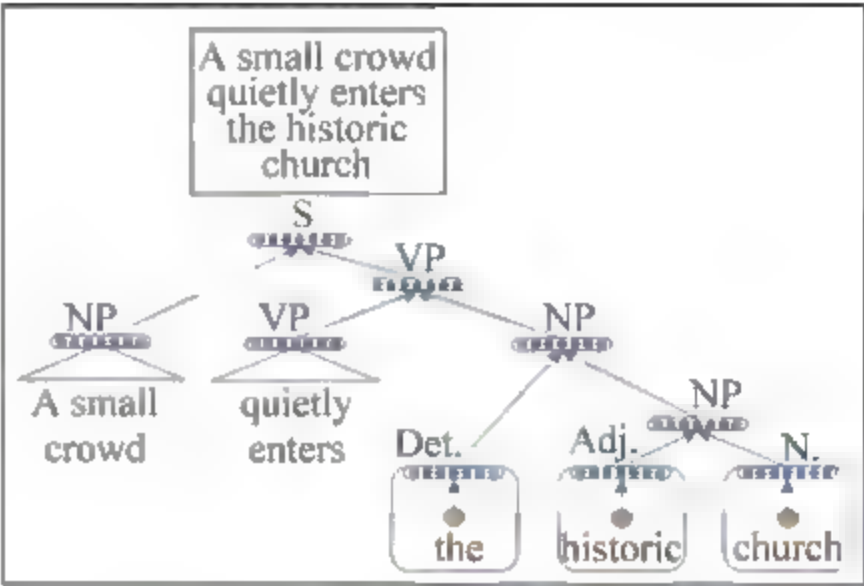 A small crowd
quietly enters
the historic
church
S
VP
NP
VP
NP
NP
A small
crowd
quietly
enters
Det.
Adj.
N.
the
historic
church